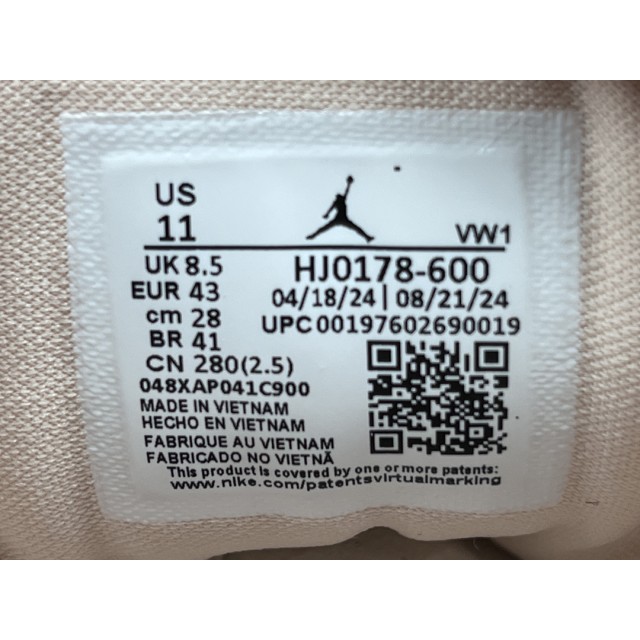 US
11
VW1
UK 8.5
HJ0178-600
EUR 43
04/18/24 | 08/21/24
cm 28
UPC 00197602690019
BR 41
CN 280(2.5)
048XAP041C900
MADE IN VIETNAM
HECHO EN VIETNAM
FABRIQUE AU VIETNAM
FABRICADO NO VIETNÃ
This product is covered by one or more patents:
www.nike.com/patentsvirtualmarking